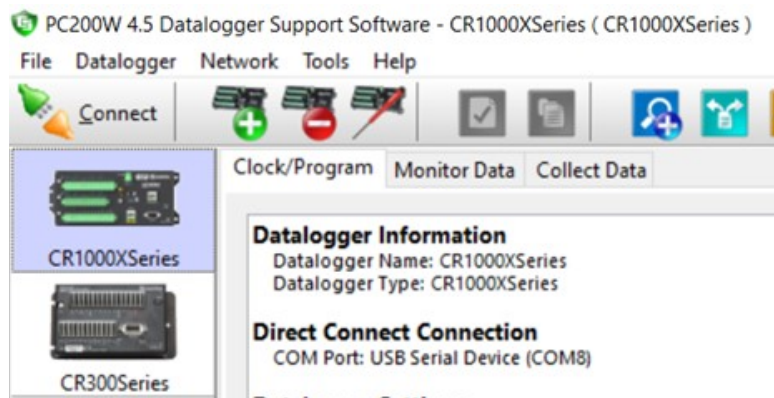 PC200W 4.5 Datalogger Support Software - CR1000XSeries ( CR1000XSeries )
File Datalogger Network Tools Help
Connect
Clock/Program Monitor Data Collect Data
CR1000XSeries
CR300Series
Datalogger Information
Datalogger Name: CR1000XSeries
Datalogger Type: CR1000XSeries
Direct Connect Connection
COM Port: USB Serial Device (COM8)